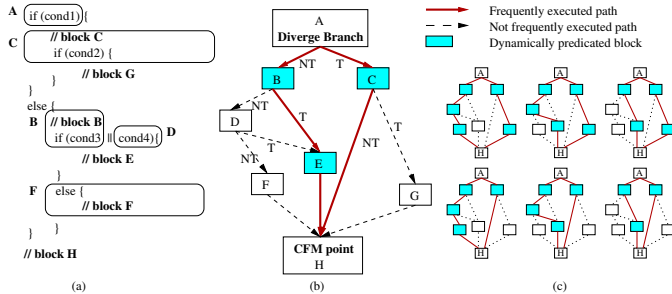 A if (cond1) {
C // block C
if (cond2) {
// block G
}
}
else {
B // block B
if (cond3 || cond4){ D
// block E
}
F else {
// block F
}
}
// block H
(a)
A
Diverge Branch
NT T
B C
NT T
D
T NT
E
NT
F G
CFM point
H
(b)
Frequently executed path
Not frequently executed path
Dynamically predicated block
A A A
H H H
A A A
H H H
(c)